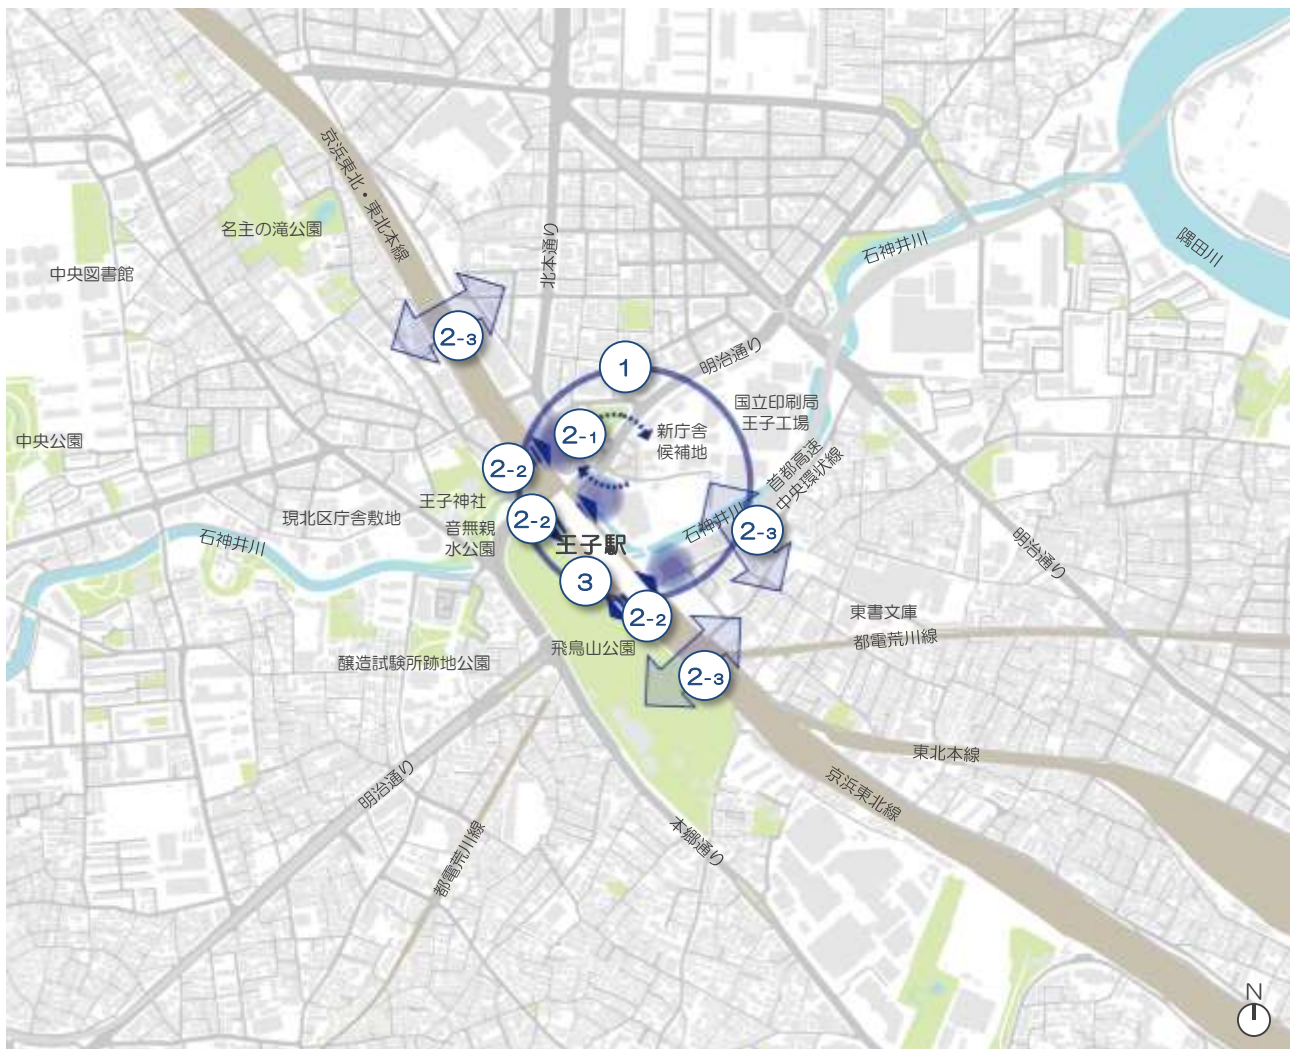 京浜東北・東北本線
名主の滝公園
中央図書館
北本通り
石神井川
隅田川
2-3
1
明治通り
国立印刷局
王子工場
中央公園
2-1
新庁舎
候補地
首都高速
中央環状線
2-2
王子神社
現北区庁舎敷地
2-2
音無親
水公園
石神井川
石神井川
2-3
王子駅
明治通り
3
2-2
東書文庫
都電荒川線
飛鳥山公園
醸造試験所跡地公園
2-3
東北本線
明治通り
京浜東北線
本郷通り
都電荒川線
N